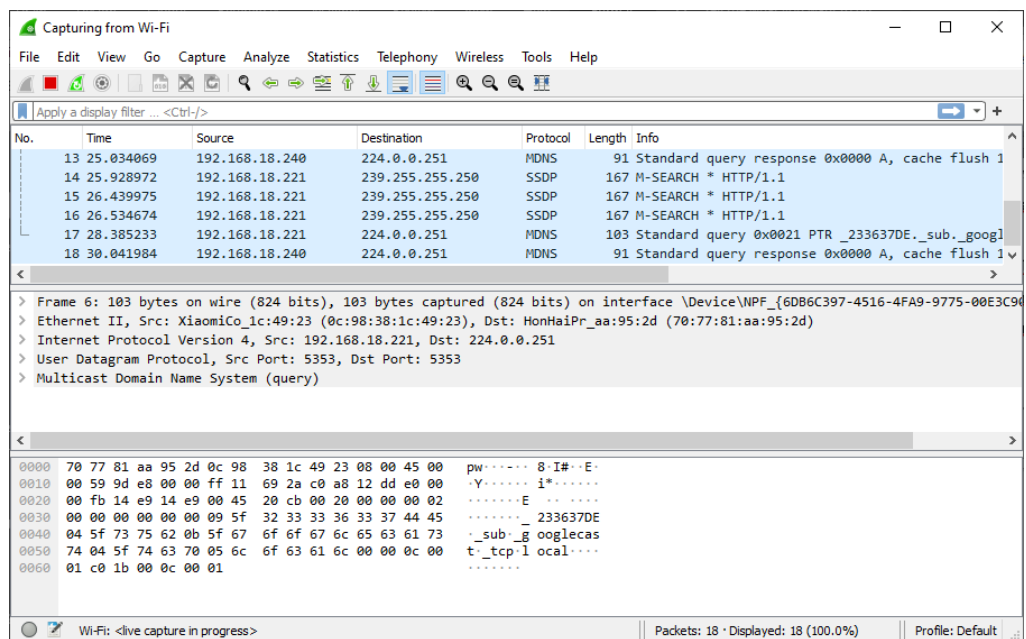 Capturing from Wi-Fi
File Edit View Go Capture Analyze Statistics Telephony Wireless Tools Help
Apply a display filter ... <Ctrl-/>
No. Time Source Destination Protocol Length Info
13 25.034069 192.168.18.240 224.0.0.251 MDNS 91 Standard query response 0x0000 A, cache flush 1
14 25.928972 192.168.18.221 239.255.255.250 SSDP 167 M-SEARCH * HTTP/1.1
15 26.439975 192.168.18.221 239.255.255.250 SSDP 167 M-SEARCH * HTTP/1.1
16 26.534674 192.168.18.221 239.255.255.250 SSDP 167 M-SEARCH * HTTP/1.1
17 28.385233 192.168.18.221 224.0.0.251 MDNS 103 Standard query 0x0021 PTR _233637DE._sub._googl
18 30.041984 192.168.18.240 224.0.0.251 MDNS 91 Standard query response 0x0000 A, cache flush 1
> Frame 6: 103 bytes on wire (824 bits), 103 bytes captured (824 bits) on interface \Device\NPF_{6DB6C397-4516-4FA9-9775-00E3C90
> Ethernet II, Src: XiaomiCo_1c:49:23 (0c:98:38:1c:49:23), Dst: HonHaiPr_aa:95:2d (70:77:81:aa:95:2d)
> Internet Protocol Version 4, Src: 192.168.18.221, Dst: 224.0.0.251
> User Datagram Protocol, Src Port: 5353, Dst Port: 5353
> Multicast Domain Name System (query)
0000 70 77 81 aa 95 2d 0c 98 38 1c 49 23 08 00 45 00 pw···-·· 8·I#··E·
0010 00 59 9d e8 00 00 ff 11 69 2a c0 a8 12 dd e0 00 ·Y······ i*······
0020 00 fb 14 e9 14 e9 00 45 20 cb 00 20 00 00 00 02 ·······E ·· ····
0030 00 00 00 00 00 00 09 5f 32 33 33 36 33 37 44 45 ·······_ 233637DE
0040 04 5f 73 75 62 0b 5f 67 6f 6f 67 6c 65 63 61 73 ·_sub·_g ooglecas
0050 74 04 5f 74 63 70 05 6c 6f 63 61 6c 00 00 0c 00 t·_tcp·l ocal····
0060 01 c0 1b 00 0c 00 01 ·······
Wi-Fi: <live capture in progress> Packets: 18 · Displayed: 18 (100.0%) Profile: Default